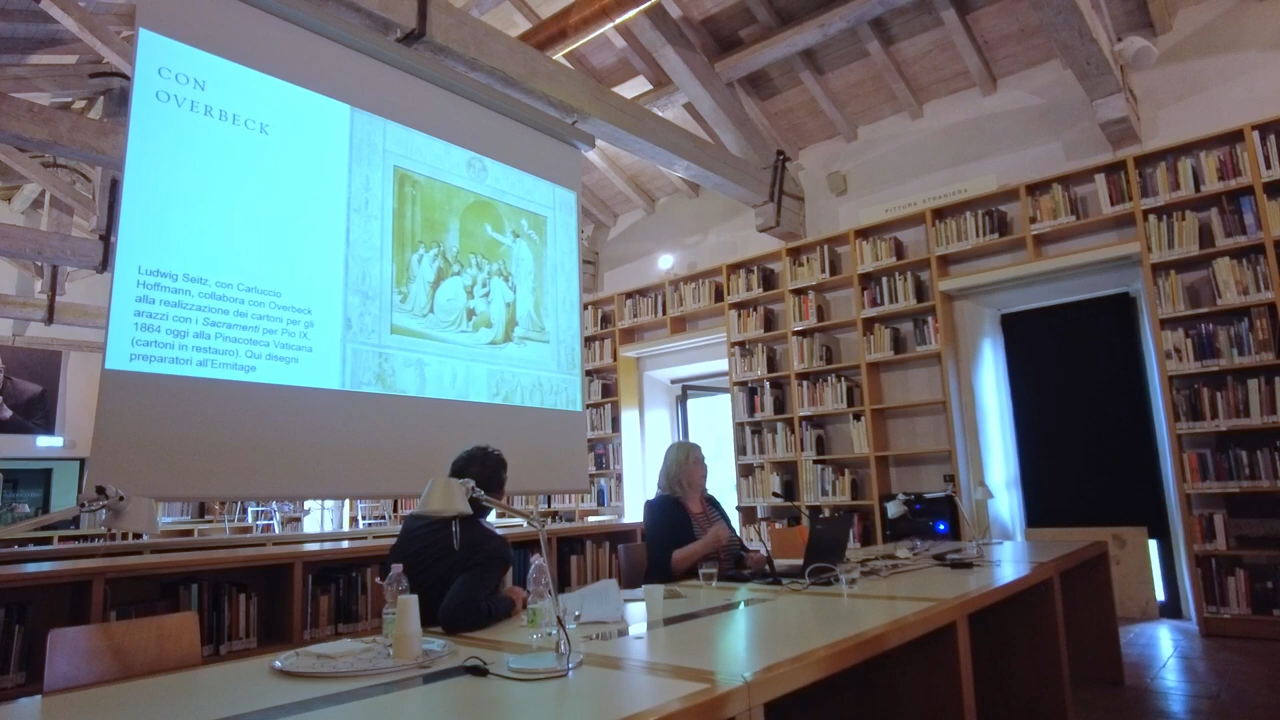 CON
OVERBECK
Ludwig Seitz, con Carluccio
Hoffmann, collabora con Overbeck
alla realizzazione dei cartoni per gli
arazzi con i Sacramenti per Pio IX,
1864 oggi alla Pinacoteca Vaticana
(cartoni in restauro). Qui disegni
preparatori all'Ermitage
PITTURA STRANIERA